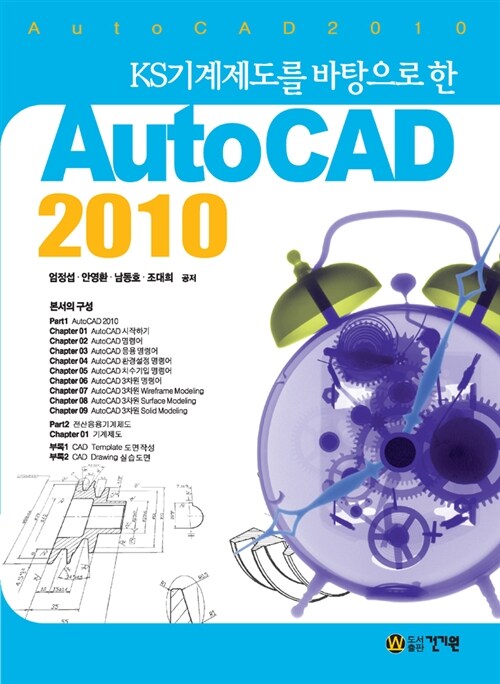 AutoCAD2010
KS기계제도를 바탕으로 한
AutoCAD
2010
엄정섭 · 안영환 · 남동호 · 조대희 공저
본서의 구성
Part1 AutoCAD 2010
Chapter 01 AutoCAD 시작하기
Chapter 02 AutoCAD 명령어
Chapter 03 AutoCAD 응용 명령어
Chapter 04 AutoCAD 환경설정 명령어
Chapter 05 AutoCAD 치수기입 명령어
Chapter 06 AutoCAD 3차원 명령어
Chapter 07 AutoCAD 3차원 Wireframe Modeling
Chapter 08 AutoCAD 3차원 Surface Modeling
Chapter 09 AutoCAD 3차원 Solid Modeling
Part2 전산응용기계제도
Chapter 01 기계제도
부록1 CAD Template 도면작성
부록2 CAD Drawing 실습도면
25
35
R1
R0.5
W 도서출판 건기원